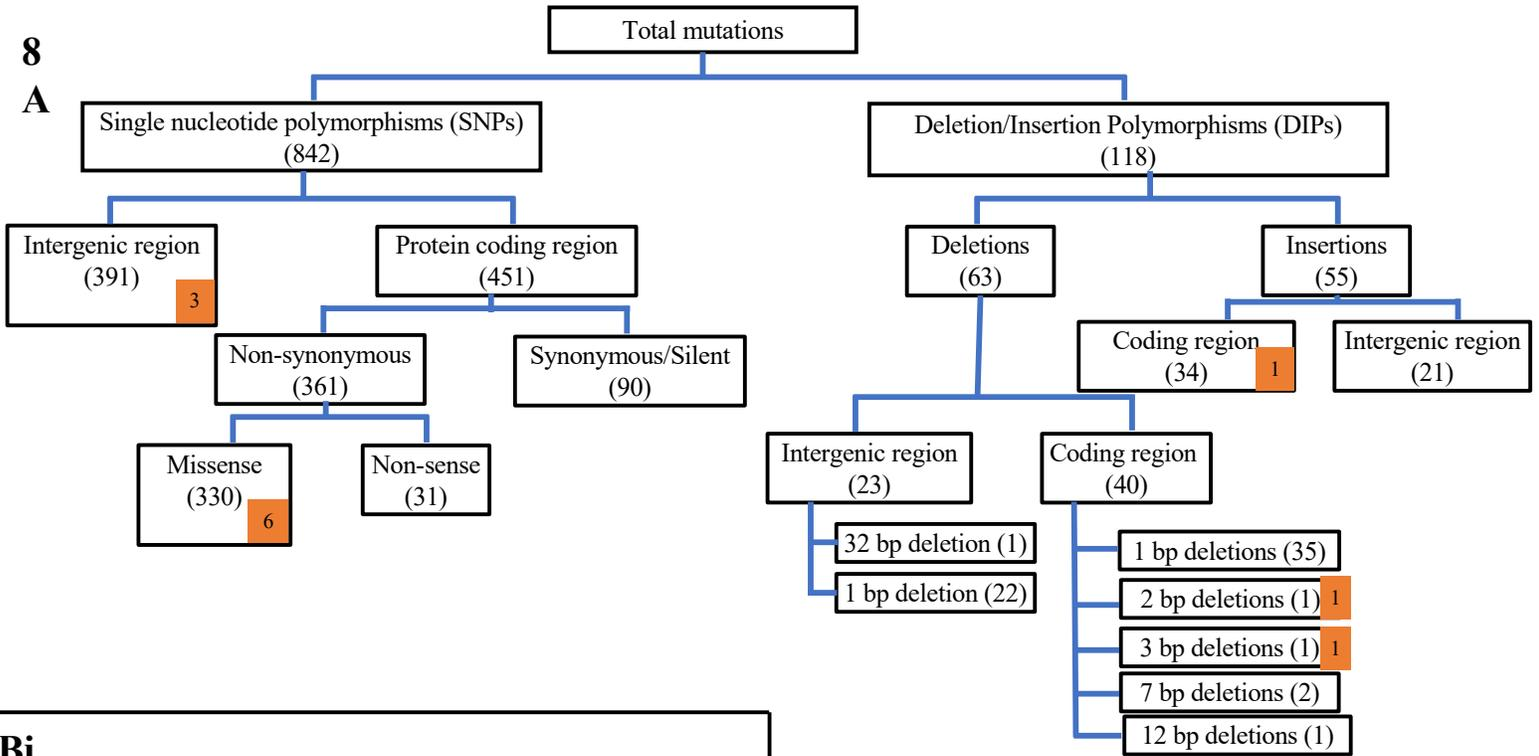 8
A
Total mutations
Single nucleotide polymorphisms (SNPs)
(842)
Deletion/Insertion Polymorphisms (DIPs)
(118)
Intergenic region
(391)
3
Protein coding region
(451)
Deletions
(63)
Insertions
(55)
Non-synonymous
(361)
Synonymous/Silent
(90)
Coding region
(34)
1
Intergenic region
(21)
Missense
(330)
6
Non-sense
(31)
Intergenic region
(23)
Coding region
(40)
32 bp deletion (1)
1 bp deletion (22)
1 bp deletions (35)
2 bp deletions (1)
1
3 bp deletions (1)
1
7 bp deletions (2)
12 bp deletions (1)
Bi